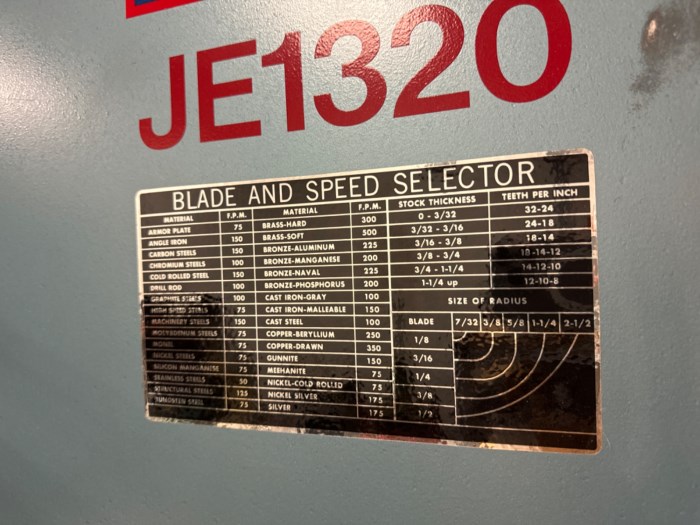 JE1320
BLADE AND SPEED SELECTOR
MATERIAL F.P.M. MATERIAL F.P.M. STOCK THICKNESS TEETH PER INCH
ARMOR PLATE 75 BRASS-HARD 300 0 - 3/32 32-24
ANGLE IRON 150 BRASS-SOFT 500 3/32 - 3/16 24-18
CARBON STEELS 150 BRONZE-ALUMINUM 225 3/16 - 3/8 18-14
CHROMIUM STEELS 100 BRONZE-MANGANESE 200 3/8 - 3/4 18-14-12
COLD ROLLED STEEL 150 BRONZE-NAVAL 225 3/4 - 1-1/4 14-12-10
DRILL ROD 100 BRONZE-PHOSPHORUS 200 1-1/4 up 12-10-8
GRAPHITE STEELS 100 CAST IRON-GRAY 100 SIZE OF RADIUS
HIGH SPEED STEELS 75 CAST IRON-MALLEABLE 150
MACHINERY STEELS 150 CAST STEEL 100 BLADE 7/32 3/8 5/8 1-1/4 2-1/2
MOLYBDENUM STEELS 75 COPPER-BERYLLIUM 250 1/8
MONEL 75 COPPER-DRAWN 350
NICKEL STEELS 75 GUNNITE 150 3/16
SILICON MANGANESE 75 MEEHANITE 75 1/4
STAINLESS STEELS 50 NICKEL-COLD ROLLED 75
STRUCTURAL STEELS 125 NICKEL SILVER 175 3/8
TUNGSTEN STEEL 75 SILVER 175 1/2